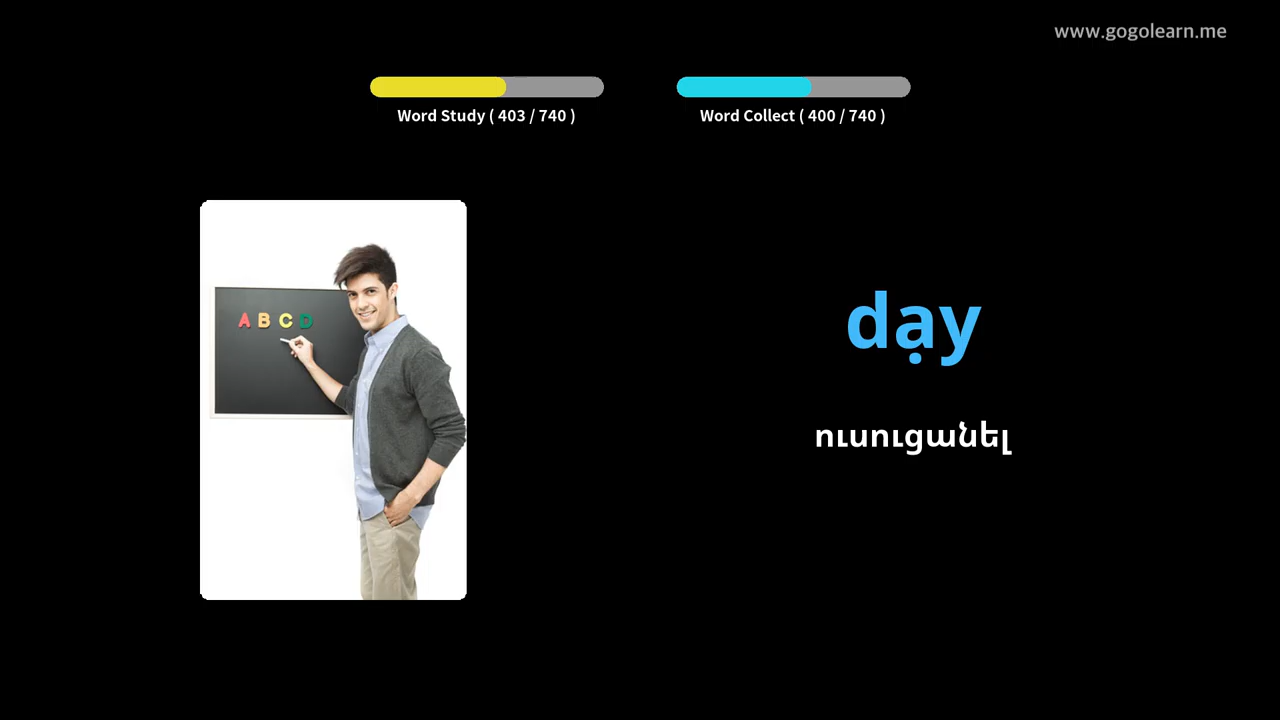 www.gogolearn.me
Word Study ( 403 / 740 )
Word Collect ( 400 / 740 )
A B C D
dạy
ուսուցանել